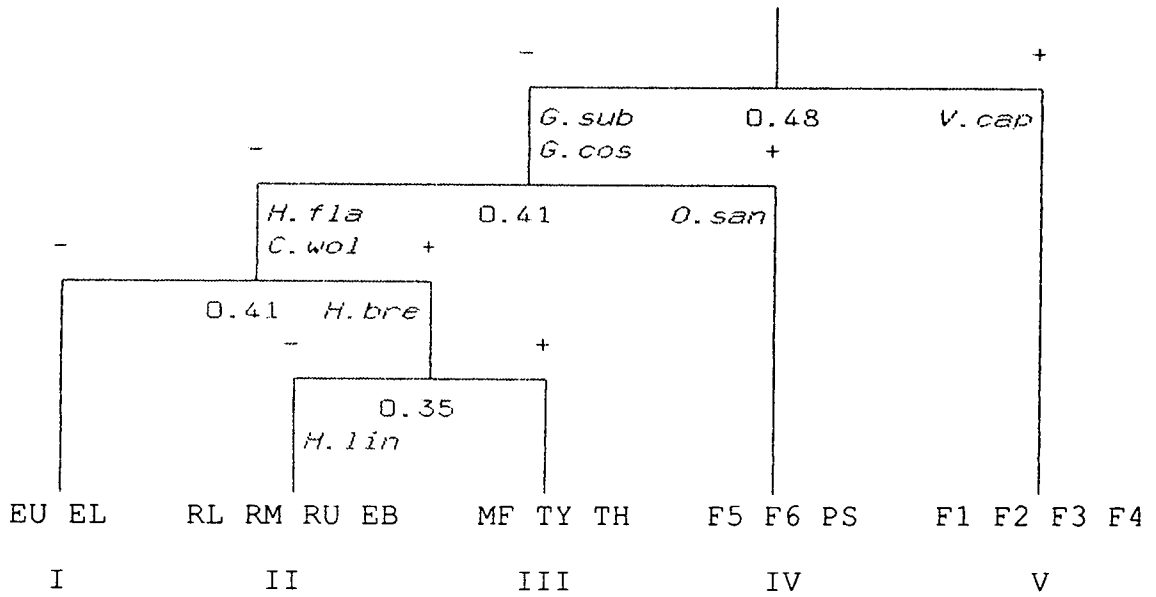 - +
G.sub 0.48 V.cap
- G.cos +
H.fla 0.41 O.san
- C.wol +
0.41 H.bre
- +
0.35
H.lin
EU EL RL RM RU EB MF TY TH F5 F6 PS F1 F2 F3 F4
I II III IV V